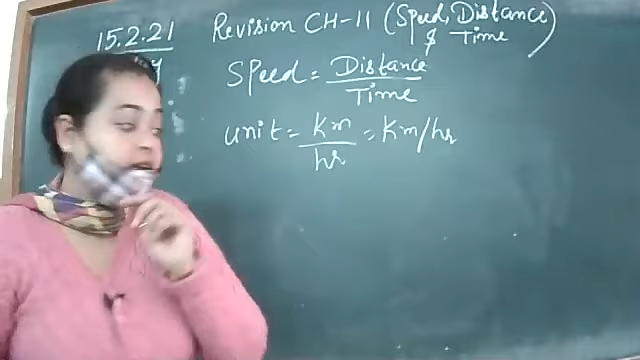 15.2.21
Revision CH-11 (Speed, Distance
& Time)
Speed = Distance
Time
unit = Km = Km/hr
hr